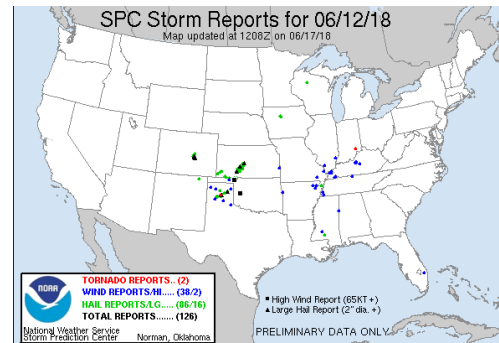 SPC Storm Reports for 06/12/18
Map updated at 1208Z on 06/17/18
NOAA
TORNADO REPORTS.. (2)
WIND REPORTS/HI..... (38/2)
HAIL REPORTS/LG..... (86/16)
TOTAL REPORTS....... (126)
National Weather Service
Storm Prediction Center Norman, Oklahoma
■ High Wind Report (65KT +)
▲ Large Hail Report (2" dia. +)
PRELIMINARY DATA ONLY